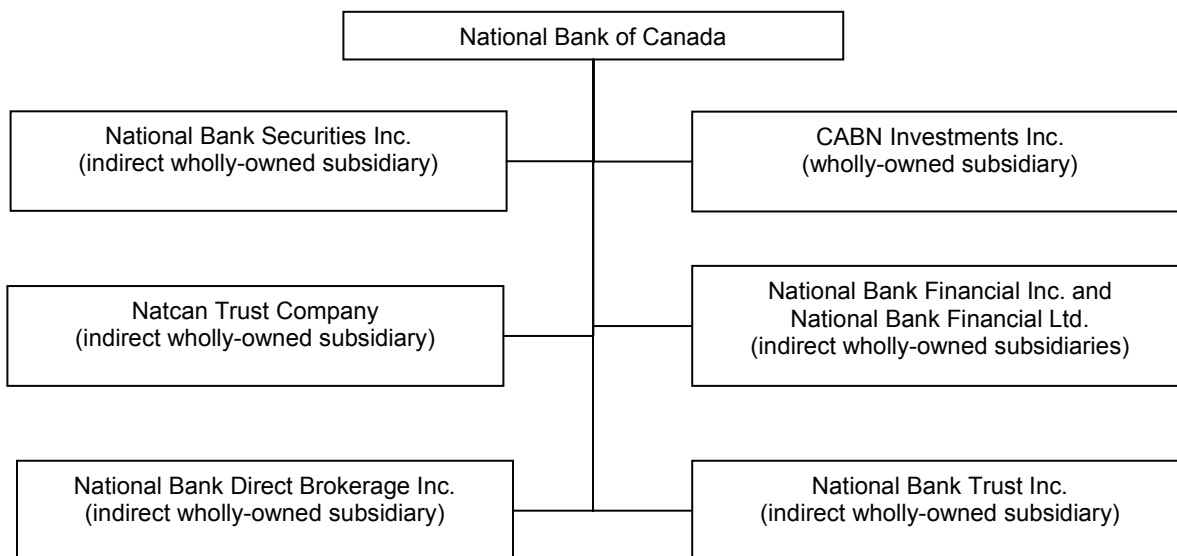 National Bank of Canada
National Bank Securities Inc.
(indirect wholly-owned subsidiary)
CABN Investments Inc.
(wholly-owned subsidiary)
Natcan Trust Company
(indirect wholly-owned subsidiary)
National Bank Financial Inc. and
National Bank Financial Ltd.
(indirect wholly-owned subsidiaries)
National Bank Direct Brokerage Inc.
(indirect wholly-owned subsidiary)
National Bank Trust Inc.
(indirect wholly-owned subsidiary)